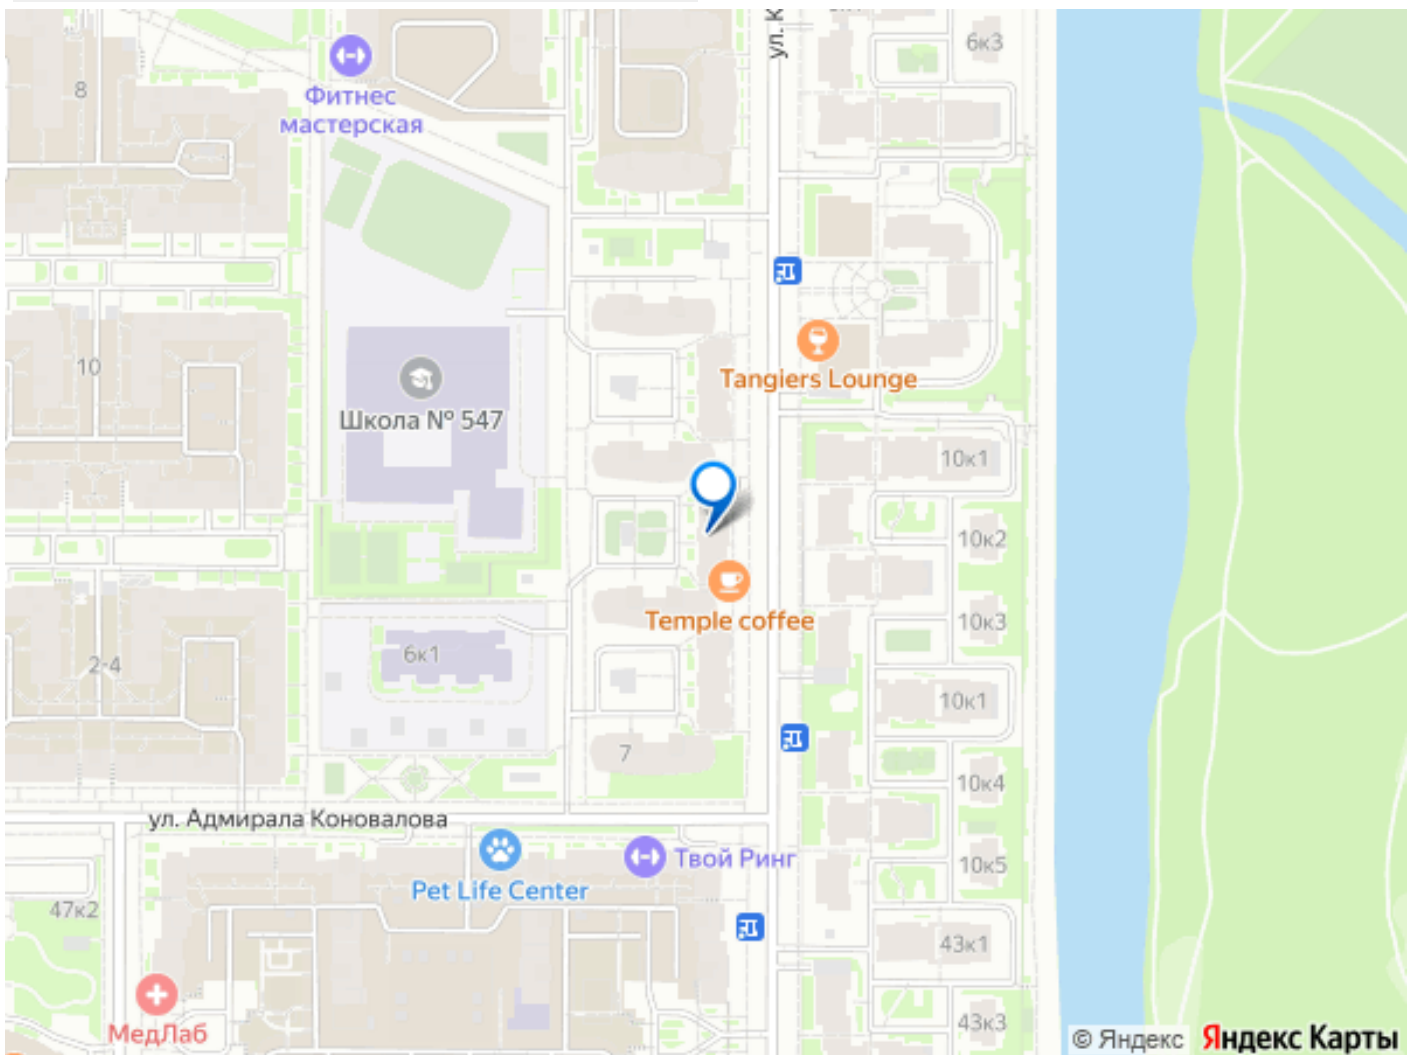 ул. К
6к3
8
Фитнес
мастерская
Tangiers Lounge
10
Школа № 547
10к1
10к2
Temple coffee
10к3
6к1
2-4
10к1
7
10к4
ул. Адмирала Коновалова
Твой Ринг
Pet Life Center
10к5
47к2
43к1
МедЛаб
43к3
© Яндекс Яндекс Карты